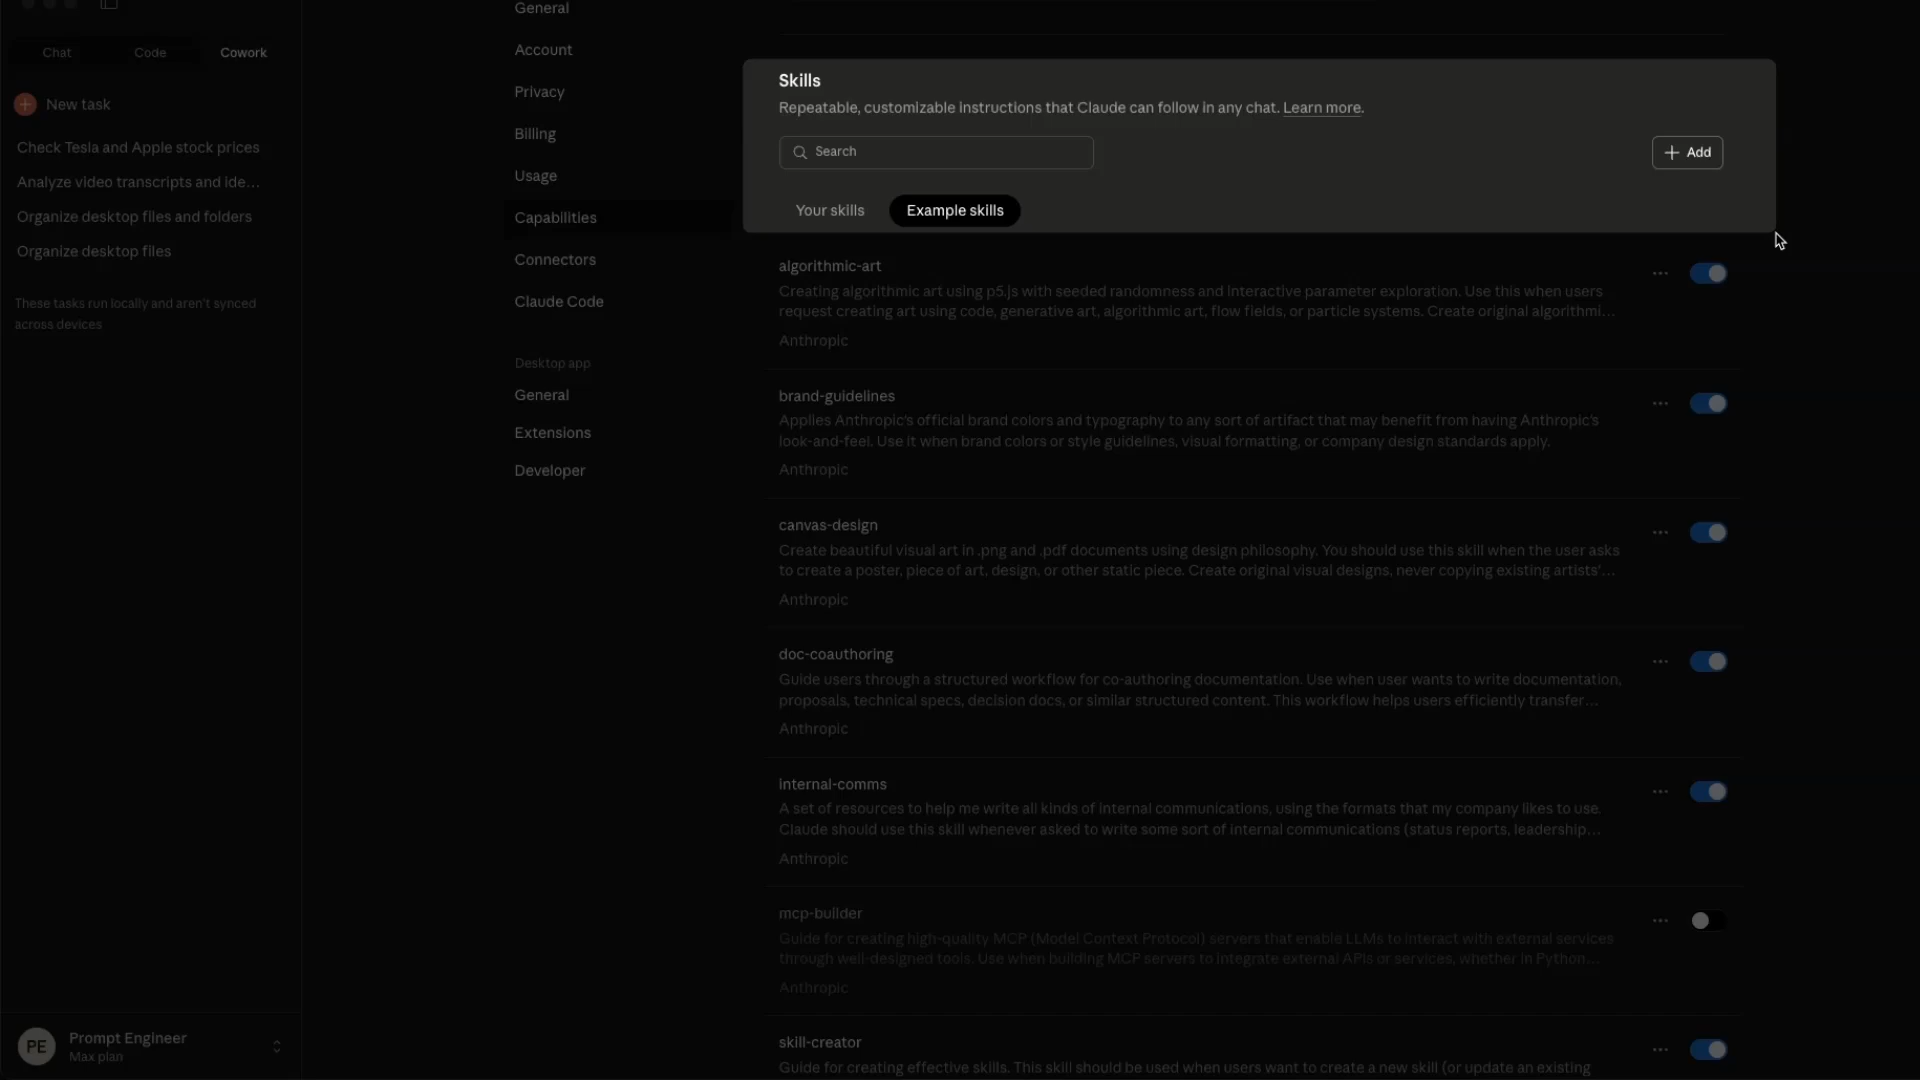 Chat
Code
Cowork
New task
Check Tesla and Apple stock prices
Analyze video transcripts and ide...
Organize desktop files and folders
Organize desktop files
These tasks run locally and aren't synced
across devices
PE
Prompt Engineer
Max plan
General
Account
Privacy
Billing
Usage
Capabilities
Connectors
Claude Code
Desktop app
General
Extensions
Developer
Skills
Repeatable, customizable instructions that Claude can follow in any chat. Learn more.
Search
Add
Your skills
Example skills
algorithmic-art
Creating algorithmic art using p5.js with seeded randomness and interactive parameter exploration. Use this when users
request creating art using code, generative art, algorithmic art, flow fields, or particle systems. Create original algorithmi...
Anthropic
brand-guidelines
Applies Anthropic's official brand colors and typography to any sort of artifact that may benefit from having Anthropic's
look-and-feel. Use it when brand colors or style guidelines, visual formatting, or company design standards apply.
Anthropic
canvas-design
Create beautiful visual art in .png and .pdf documents using design philosophy. You should use this skill when the user asks
to create a poster, piece of art, design, or other static piece. Create original visual designs, never copying existing artists'...
Anthropic
doc-coauthoring
Guide users through a structured workflow for co-authoring documentation. Use when user wants to write documentation,
proposals, technical specs, decision docs, or similar structured content. This workflow helps users efficiently transfer...
Anthropic
internal-comms
A set of resources to help me write all kinds of internal communications, using the formats that my company likes to use.
Claude should use this skill whenever asked to write some sort of internal communications (status reports, leadership...
Anthropic
mcp-builder
Guide for creating high-quality MCP (Model Context Protocol) servers that enable LLMs to interact with external services
through well-designed tools. Use when building MCP servers to integrate external APIs or services, whether in Python...
Anthropic
skill-creator
Guide for creating effective skills. This skill should be used when users want to create a new skill (or update an existing